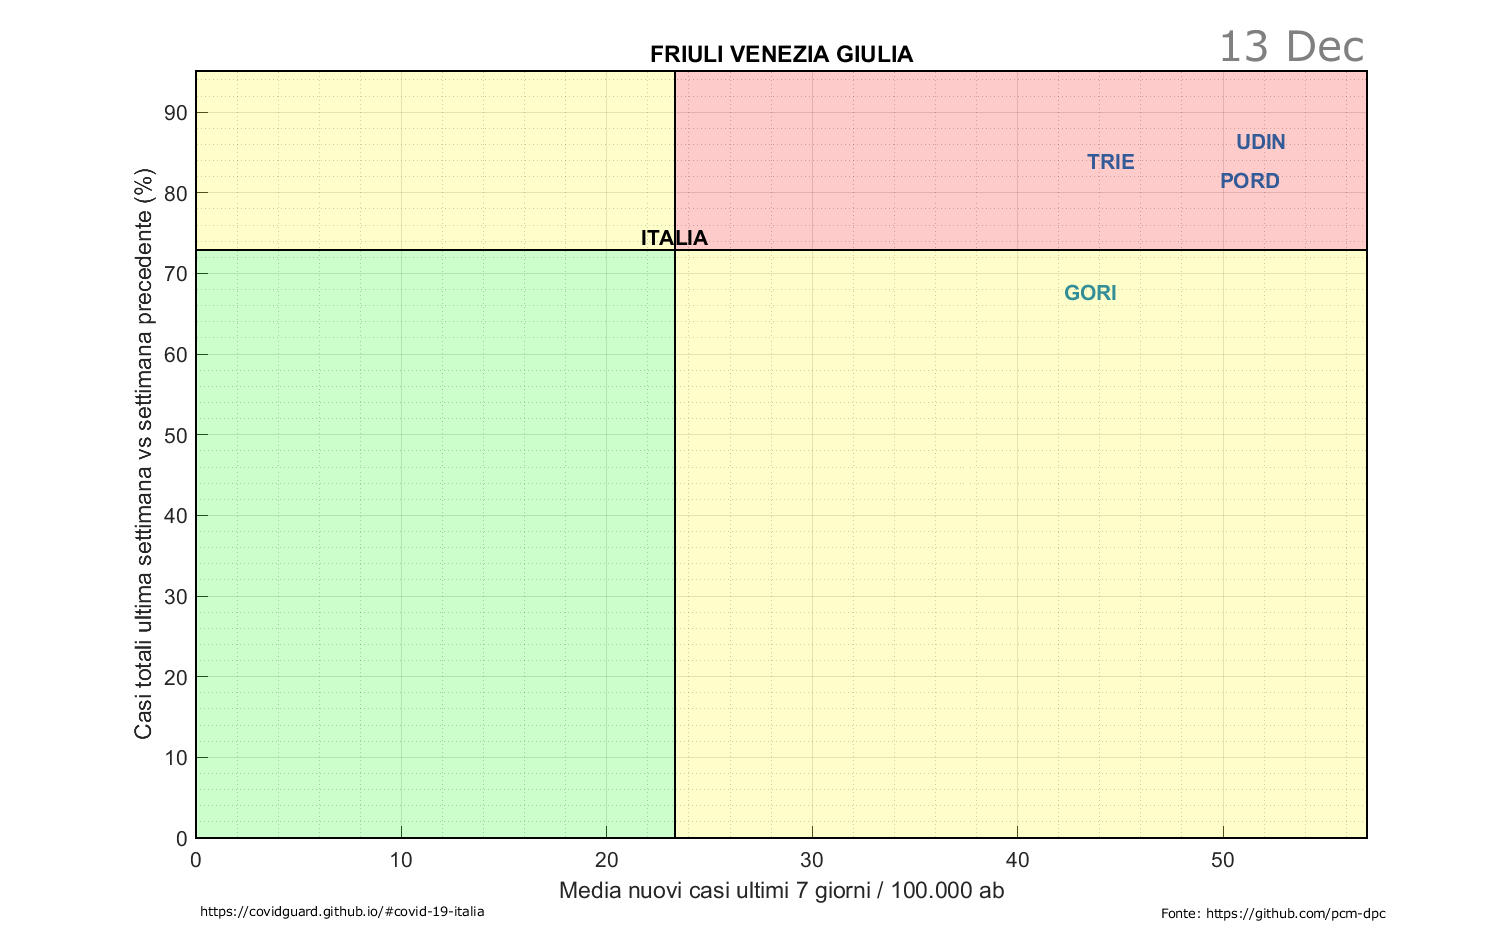 13 Dec
FRIULI VENEZIA GIULIA
90
80
70
60
50
40
30
20
10
0
Casi totali ultima settimana vs settimana precedente (%)
UDIN
TRIE
PORD
ITALIA
GORI
0 10 20 30 40 50
Media nuovi casi ultimi 7 giorni / 100.000 ab
https://covidguard.github.io/#covid-19-italia
Fonte: https://github.com/pcm-dpc